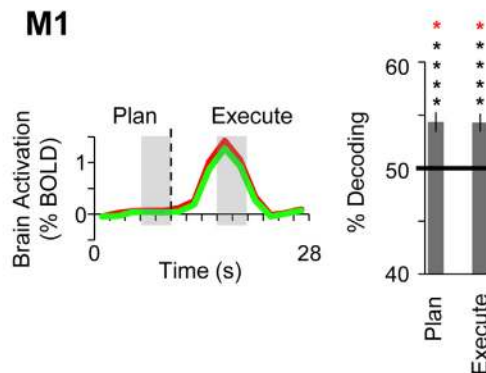 M1
Plan Execute
Brain Activation
(% BOLD)
1
0
0 28
Time (s)
% Decoding
60
50
40
* *
* *
* *
* *
* *
Plan
Execute